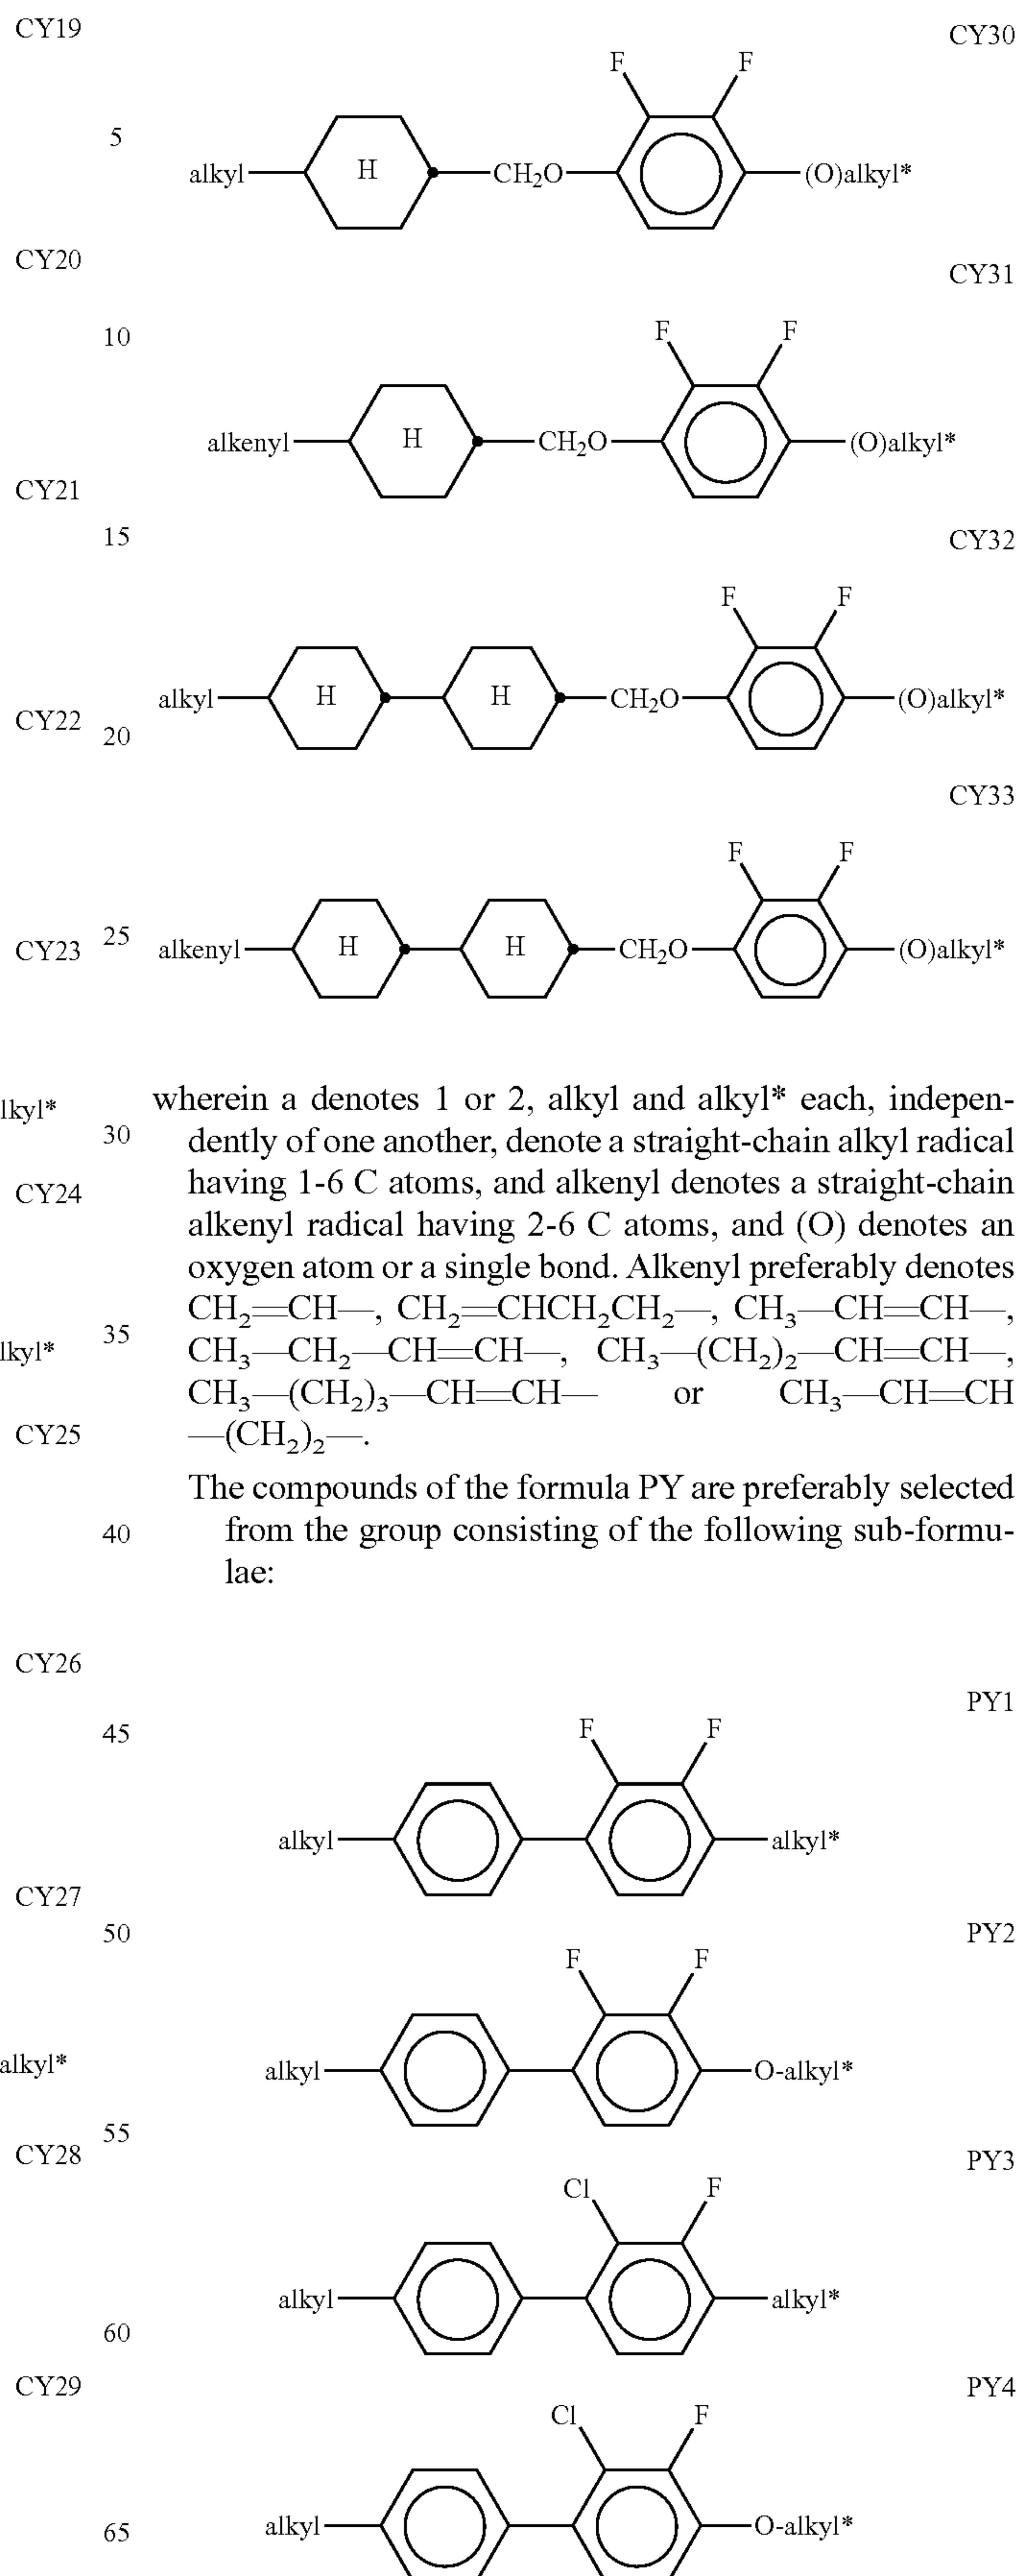 CY19
CY30
F F
5
alkyl H CH₂O (O)alkyl*
CY20
CY31
10
F F
alkenyl H CH₂O (O)alkyl*
CY21
15
CY32
F F
alkyl H H CH₂O (O)alkyl*
CY22
20
CY33
F F
CY23
25
alkenyl H H CH₂O (O)alkyl*
wherein a denotes 1 or 2, alkyl and alkyl* each, indepen-
lkyl*
30
dently of one another, denote a straight-chain alkyl radical
CY24
having 1-6 C atoms, and alkenyl denotes a straight-chain
alkenyl radical having 2-6 C atoms, and (O) denotes an
oxygen atom or a single bond. Alkenyl preferably denotes
CH₂=CH—, CH₂=CHCH₂CH₂—, CH₃—CH=CH—,
35
lkyl*
CH₃—CH₂—CH=CH—, CH₃—(CH₂)₂—CH=CH—,
CH₃—(CH₂)₃—CH=CH— or CH₃—CH=CH
CY25
—(CH₂)₂—.
The compounds of the formula PY are preferably selected
40
from the group consisting of the following sub-formu-
lae:
CY26
PY1
45
F F
alkyl alkyl*
CY27
50
PY2
F F
alkyl*
alkyl O-alkyl*
55
CY28
PY3
Cl F
alkyl alkyl*
60
CY29
PY4
Cl F
65
alkyl O-alkyl*